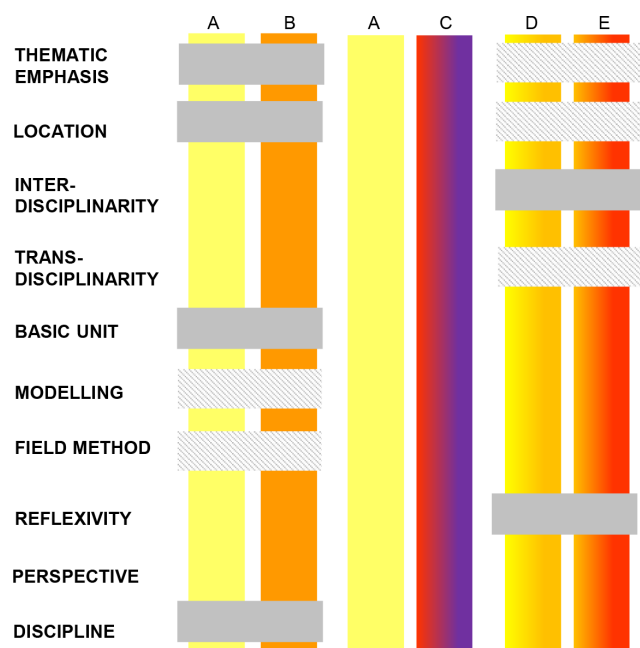 A B A C D E
THEMATIC
EMPHASIS
LOCATION
INTER-
DISCIPLINARITY
TRANS-
DISCIPLINARITY
BASIC UNIT
MODELLING
FIELD METHOD
REFLEXIVITY
PERSPECTIVE
DISCIPLINE